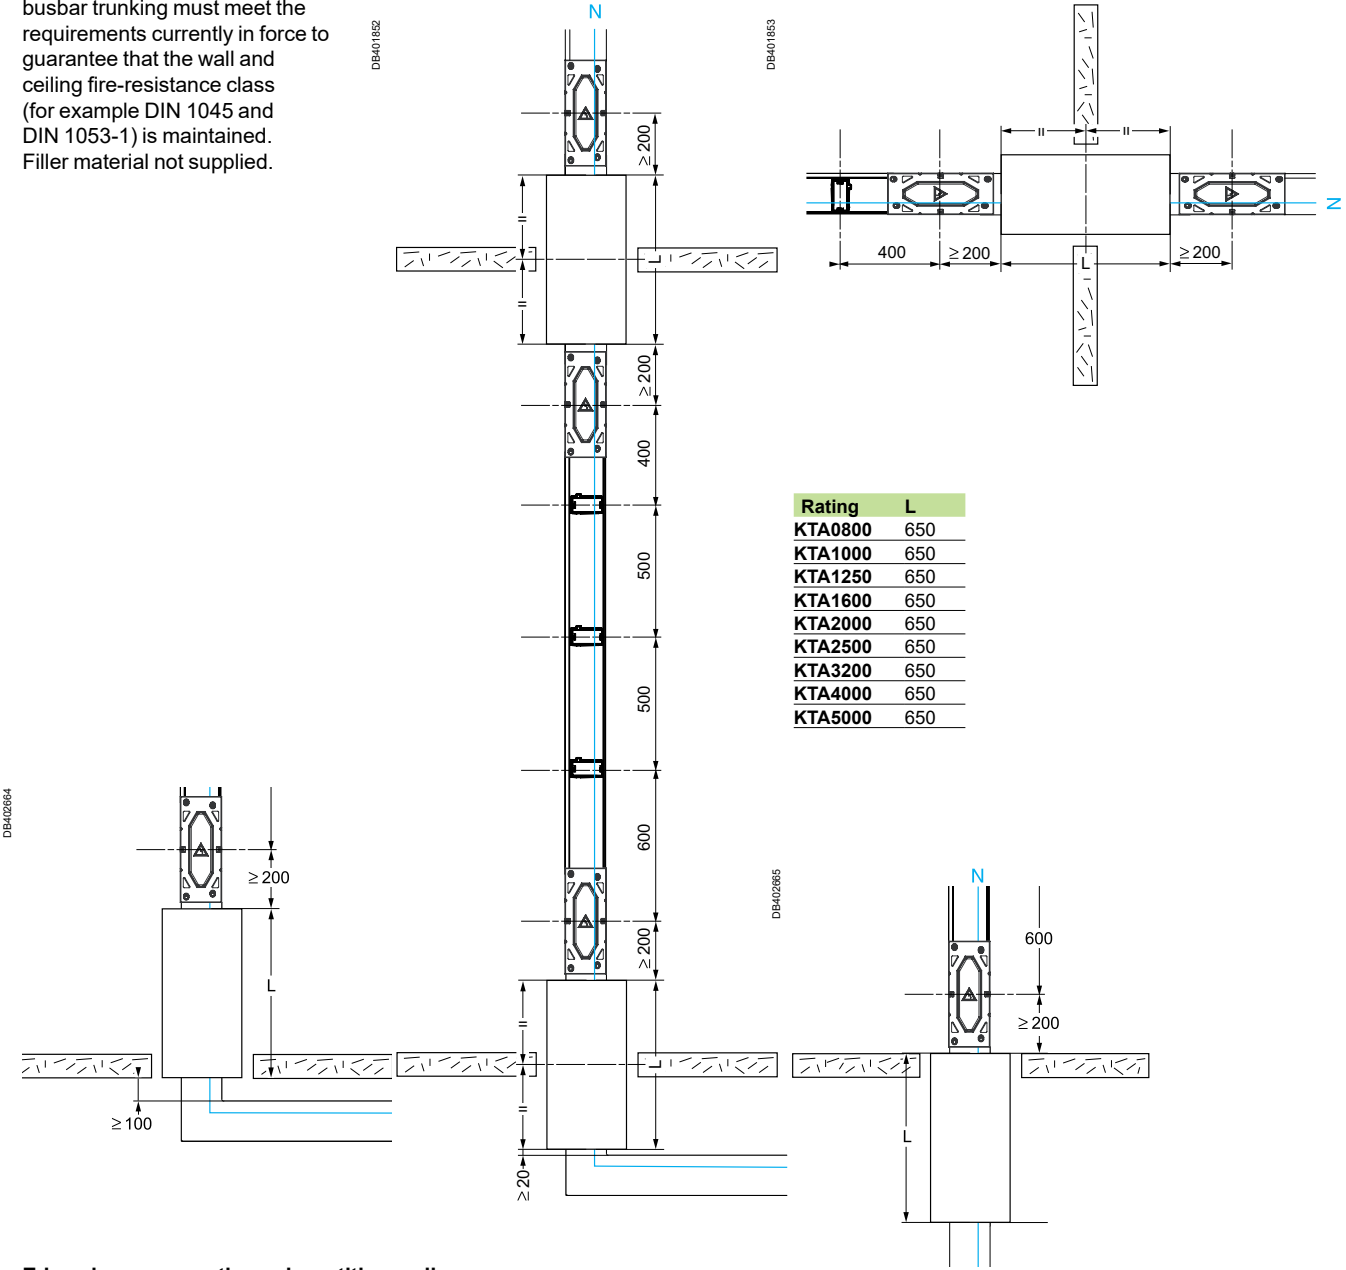 busbar trunking must meet the
requirements currently in force to
guarantee that the wall and
ceiling fire-resistance class
(for example DIN 1045 and
DIN 1053-1) is maintained.
Filler material not supplied.
DB401852
N
≥ 200
=
=
L
≥ 200
400
500
500
600
≥ 200
=
=
L
≥ 20
DB401853
=
=
N
400
≥ 200
L
≥ 200
Rating L
KTA0800 650
KTA1000 650
KTA1250 650
KTA1600 650
KTA2000 650
KTA2500 650
KTA3200 650
KTA4000 650
KTA5000 650
DB402664
≥ 200
L
≥ 100
DB402665
N
600
≥ 200
L